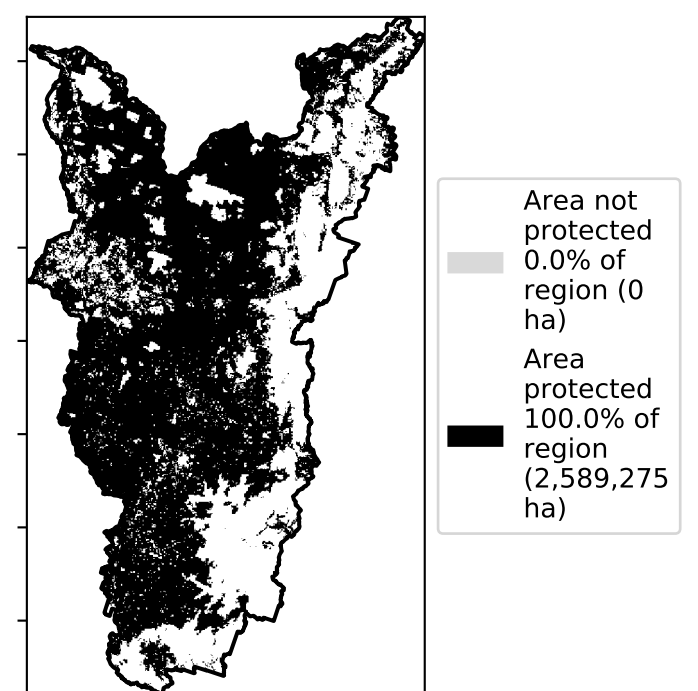 Area not
protected
0.0% of
region (0
ha)
Area
protected
100.0% of
region
(2,589,275
ha)